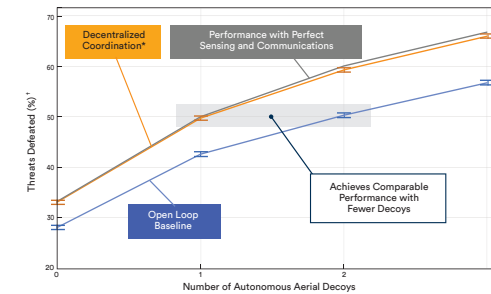 70
60
50
40
30
20
0
1
2
Threats Defeated (%)†
Number of Autonomous Aerial Decoys
Decentralized
Coordination*
Performance with Perfect
Sensing and Communications
Open Loop
Baseline
Achieves Comparable
Performance with
Fewer Decoys